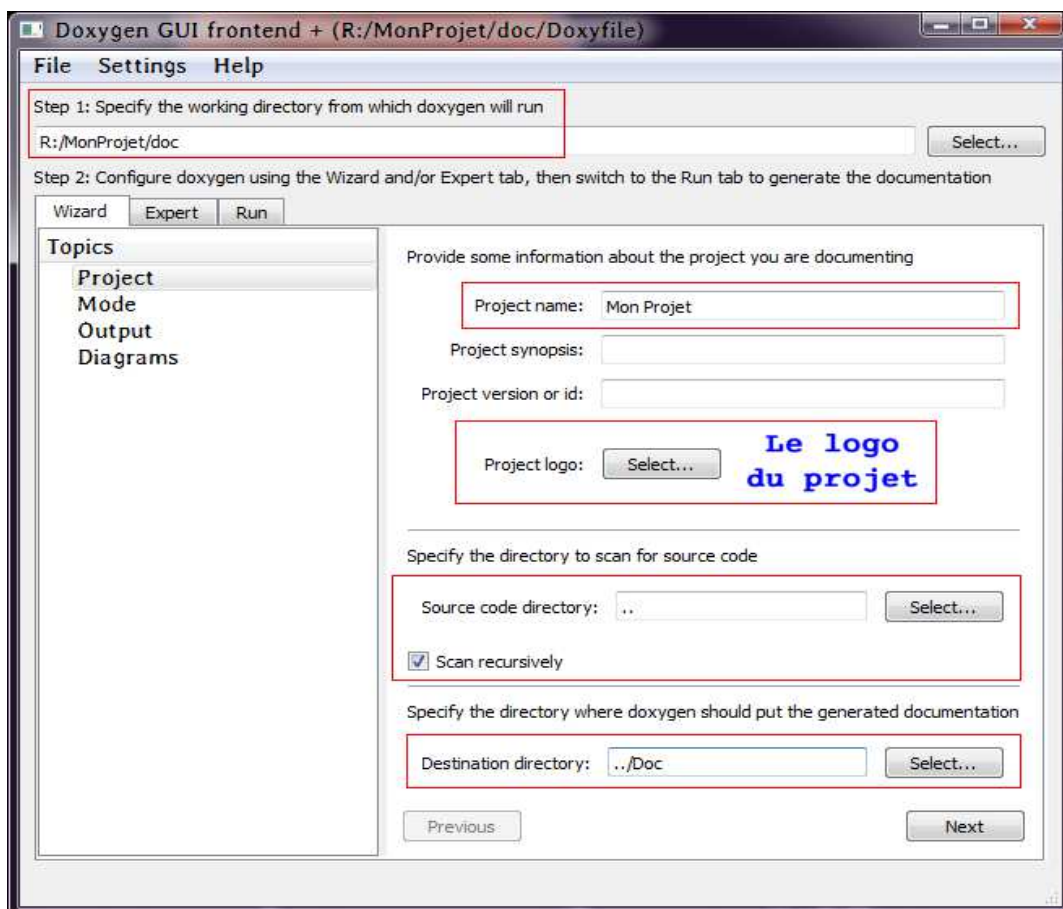 Doxygen GUI frontend + (R:/MonProjet/doc/Doxyfile)
File Settings Help
Step 1: Specify the working directory from which doxygen will run
R:/MonProjet/doc
Select...
Step 2: Configure doxygen using the Wizard and/or Expert tab, then switch to the Run tab to generate the documentation
Wizard Expert Run
Topics
Project
Mode
Output
Diagrams
Provide some information about the project you are documenting
Project name: Mon Projet
Project synopsis:
Project version or id:
Project logo: Select...
Le logo
du projet
Specify the directory to scan for source code
Source code directory: .. Select...
Scan recursively
Specify the directory where doxygen should put the generated documentation
Destination directory: ../Doc Select...
Previous Next